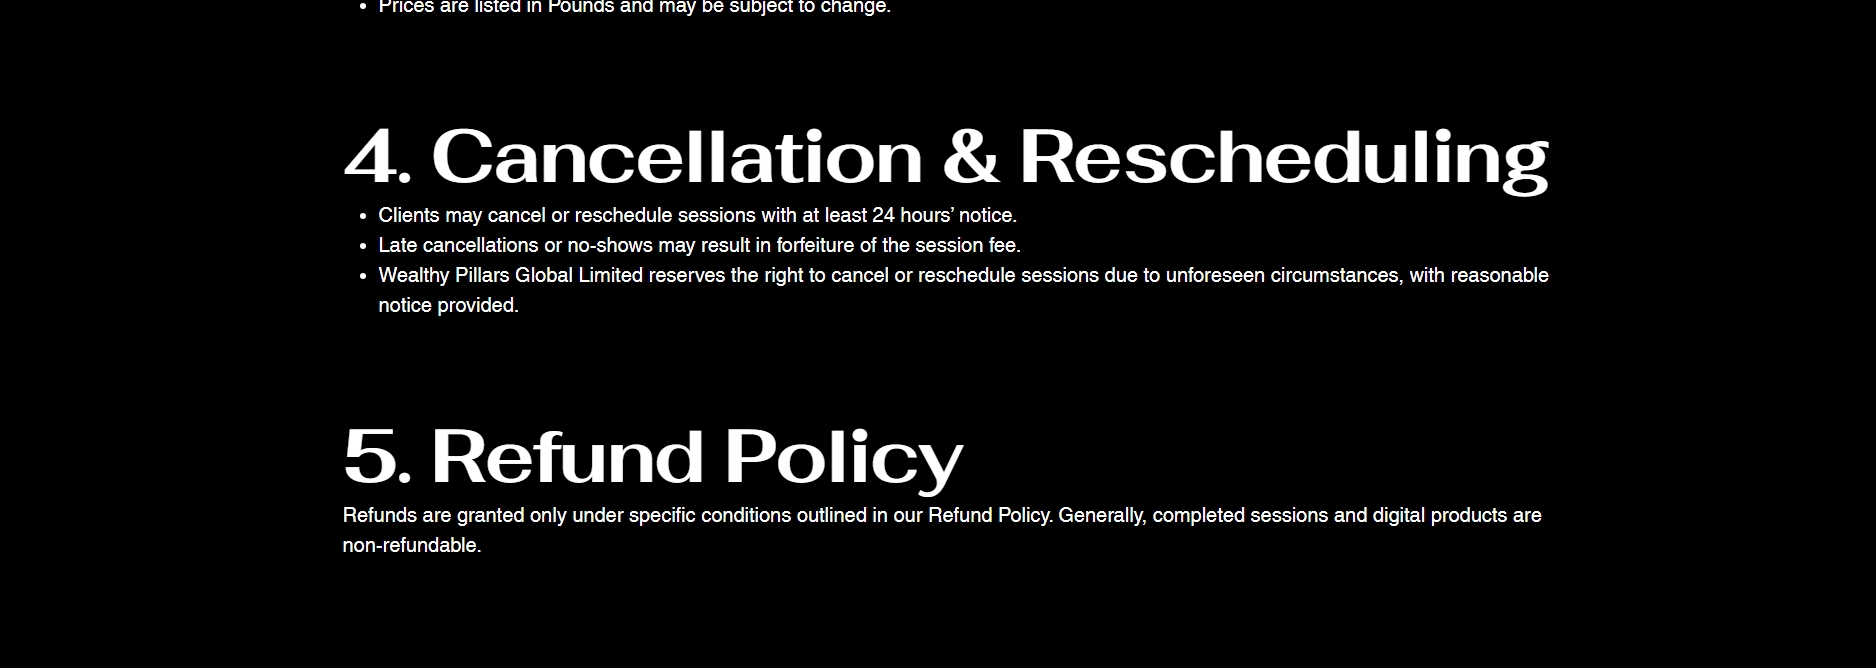 • Prices are listed in Pounds and may be subject to change.
4. Cancellation & Rescheduling
• Clients may cancel or reschedule sessions with at least 24 hours’ notice.
• Late cancellations or no-shows may result in forfeiture of the session fee.
• Wealthy Pillars Global Limited reserves the right to cancel or reschedule sessions due to unforeseen circumstances, with reasonable
notice provided.
5. Refund Policy
Refunds are granted only under specific conditions outlined in our Refund Policy. Generally, completed sessions and digital products are
non-refundable.